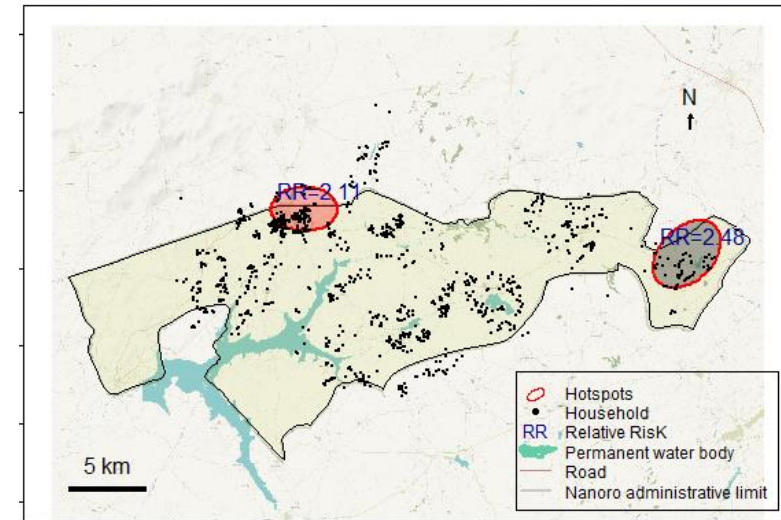 N
RR=2.11
RR=2.48
5 km
Hotspots
Household
RR Relative RisK
Permanent water body
Road
Nanoro administrative limit